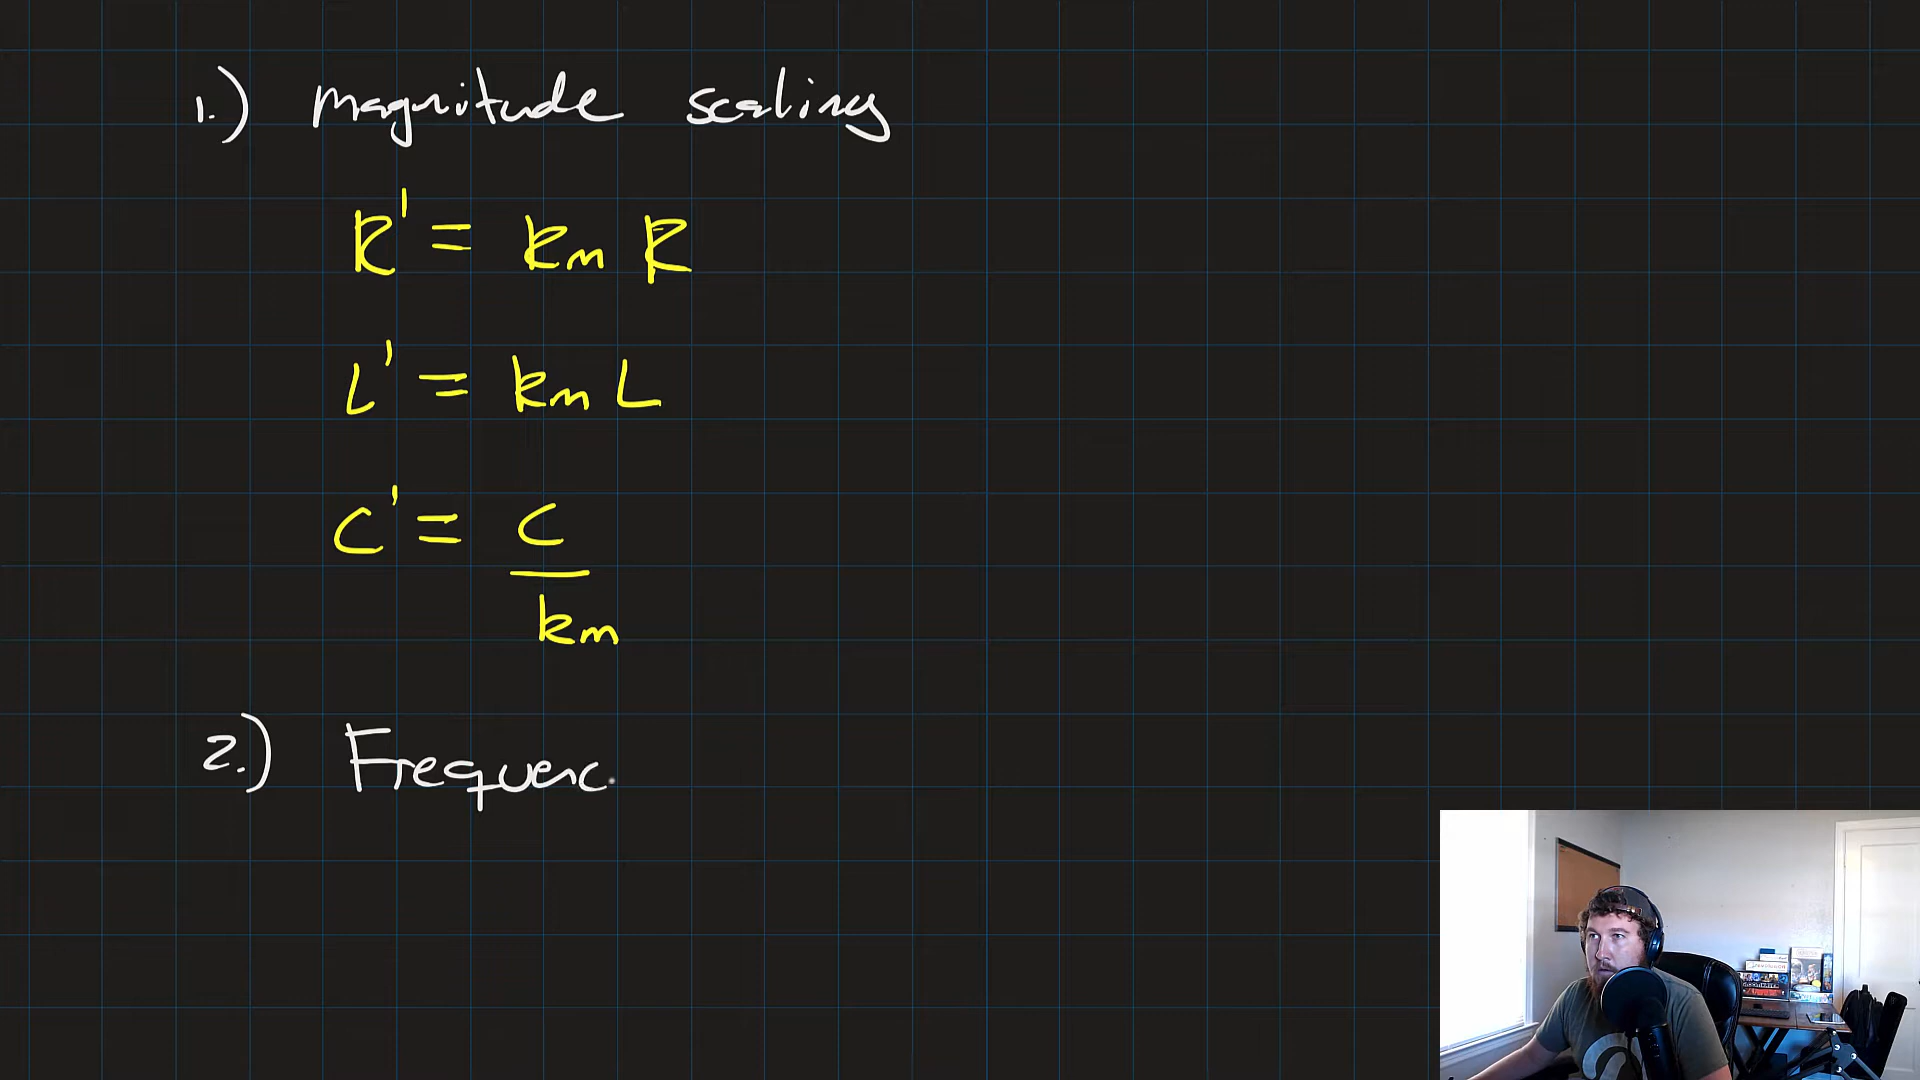 1.) magnitude scaling
R' = km R
L' = km L
C' = C
km
2.) Frequenc